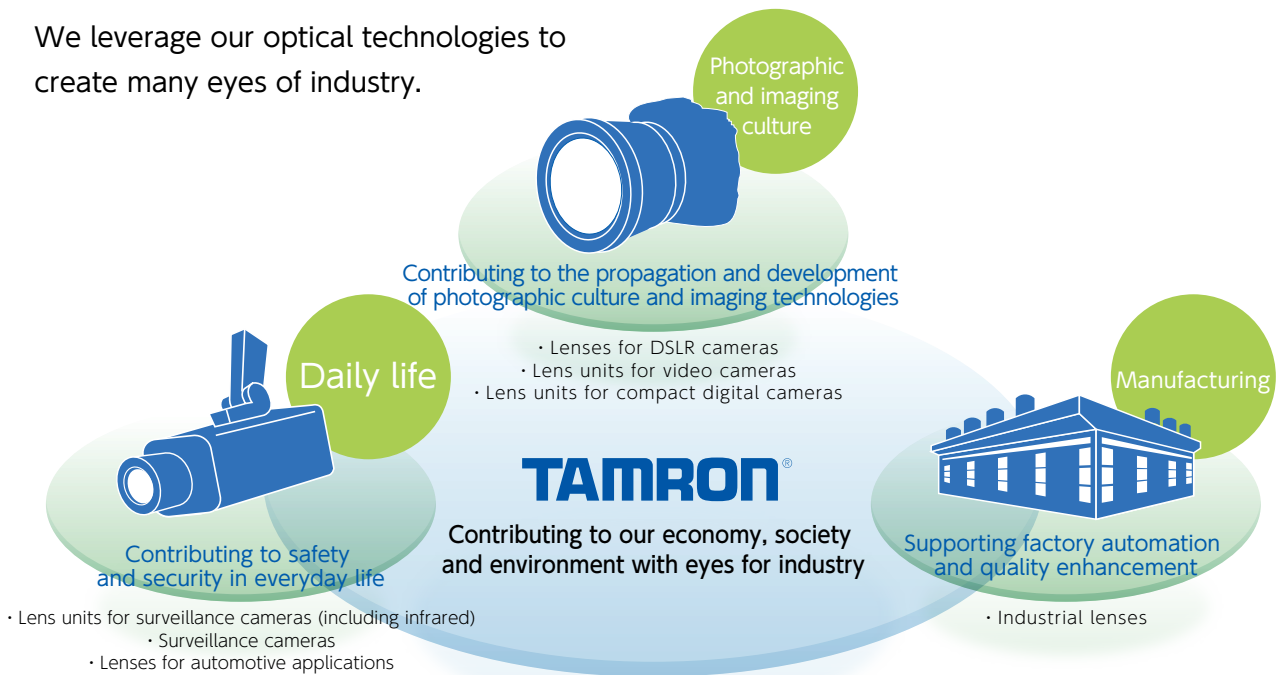 We leverage our optical technologies to
create many eyes of industry.
Photographic
and imaging
culture
Contributing to the propagation and development
of photographic culture and imaging technologies
・Lenses for DSLR cameras
・Lens units for video cameras
・Lens units for compact digital cameras
Daily life
Contributing to safety
and security in everyday life
・Lens units for surveillance cameras (including infrared)
・Surveillance cameras
・Lenses for automotive applications
TAMRON®
Contributing to our economy, society
and environment with eyes for industry
Manufacturing
Supporting factory automation
and quality enhancement
・Industrial lenses